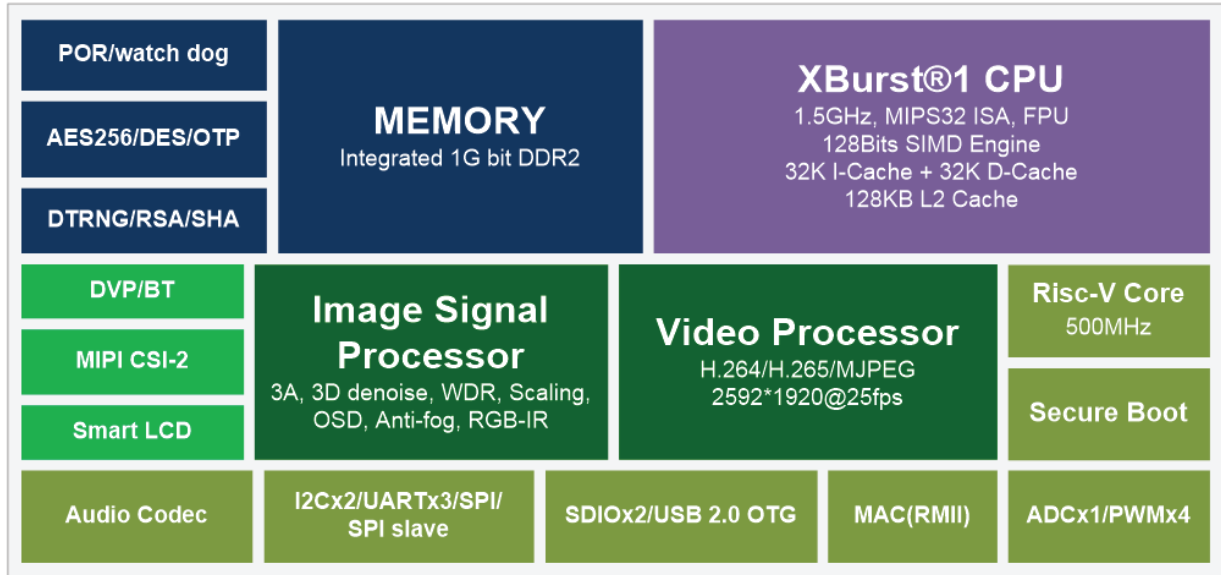 POR/watch dog
AES256/DES/OTP
DTRNG/RSA/SHA
MEMORY
Integrated 1G bit DDR2
XBurst®1 CPU
1.5GHz, MIPS32 ISA, FPU
128Bits SIMD Engine
32K I-Cache + 32K D-Cache
128KB L2 Cache
DVP/BT
MIPI CSI-2
Smart LCD
Image Signal
Processor
3A, 3D denoise, WDR, Scaling,
OSD, Anti-fog, RGB-IR
Video Processor
H.264/H.265/MJPEG
2592*1920@25fps
Risc-V Core
500MHz
Secure Boot
Audio Codec
I2Cx2/UARTx3/SPI/
SPI slave
SDIOx2/USB 2.0 OTG
MAC(RMII)
ADCx1/PWMx4